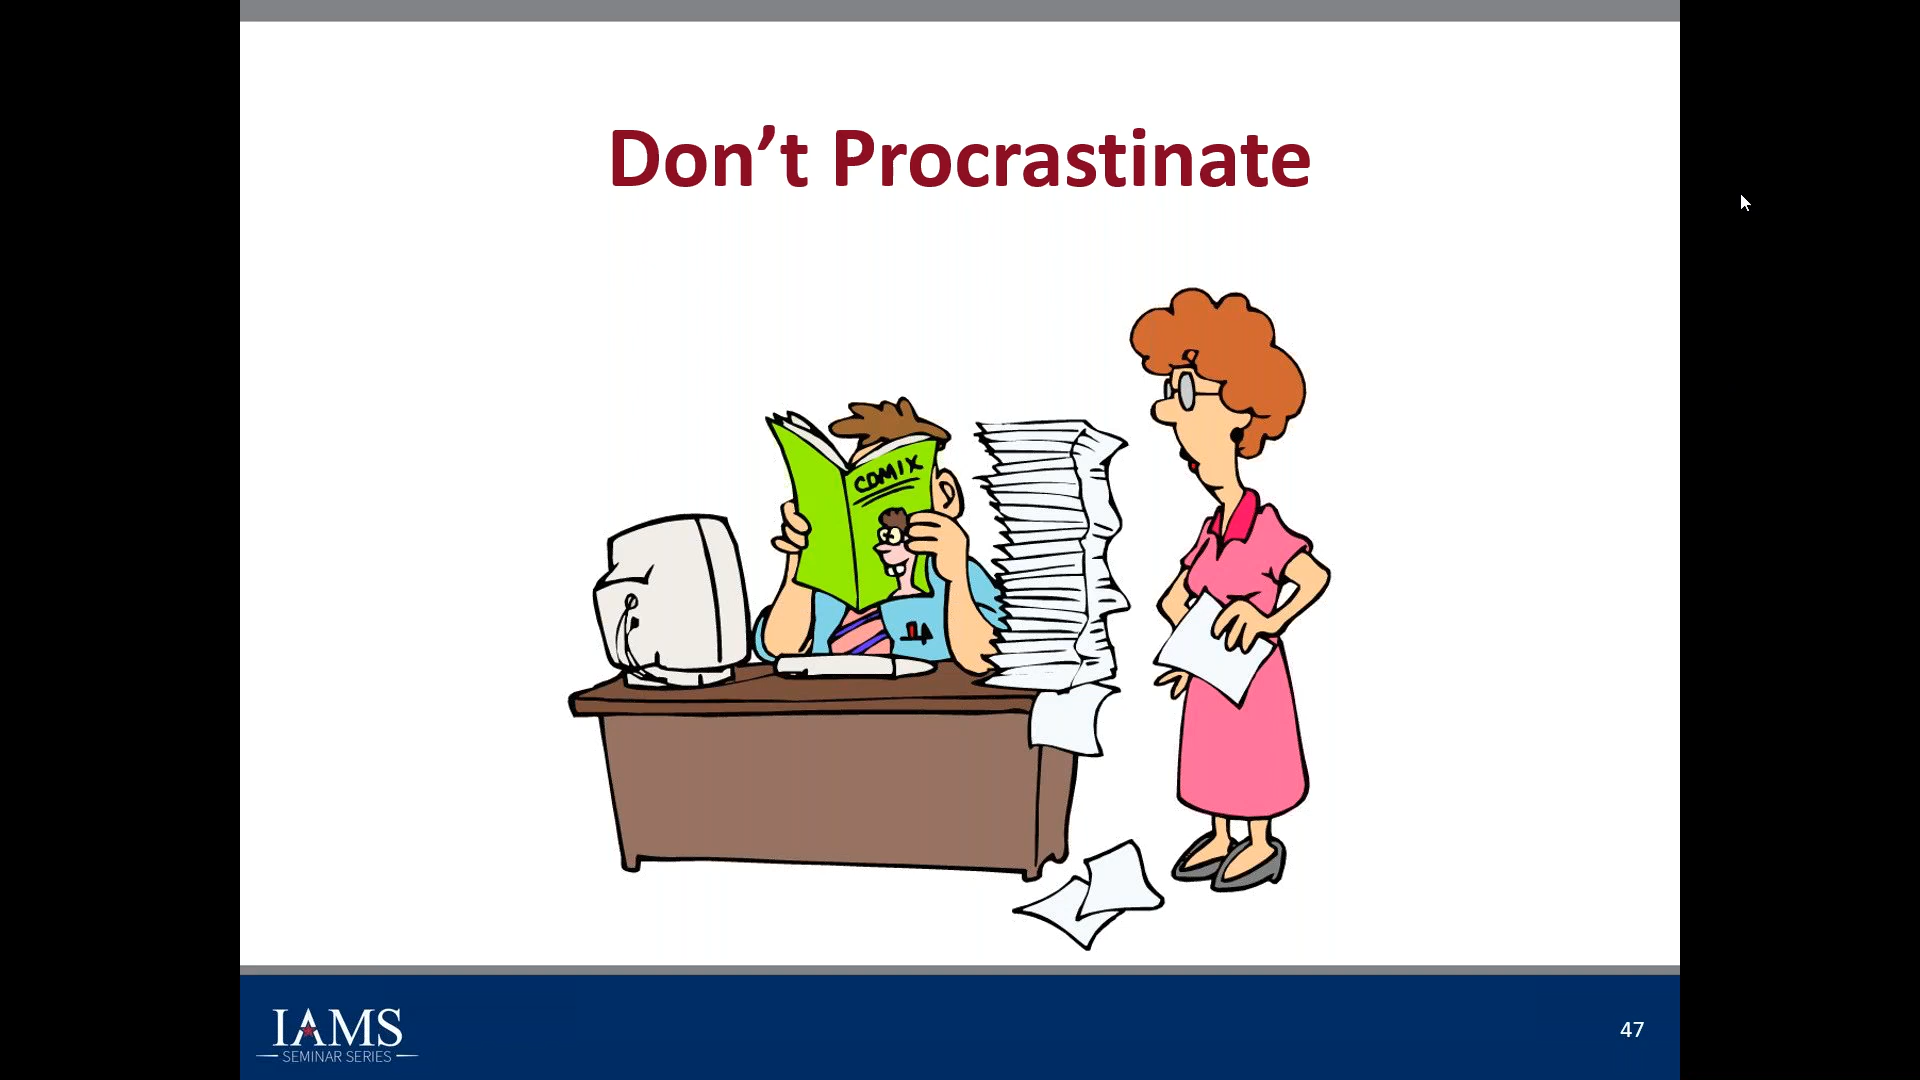 Don’t Procrastinate
COMIX
IAMS
SEMINAR SERIES
47